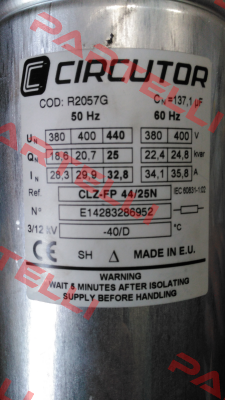 CIRCUTOR
COD: R2057G CN=137,1 µF
50 Hz 60 Hz
UN 380 400 440 380 400 V
QN 18,6 20,7 25 22,4 24,8 kvar
IN 28,3 29,9 32,8 34,1 35,8 A
Ref. CLZ-FP 44/25N IEC 60831-1/2
Nº E14283286952
3/12 kV -40/D °C
CE SH Δ MADE IN E.U.
WARNING
WAIT 5 MINUTES AFTER ISOLATING
SUPPLY BEFORE HANDLING
PARTELLI